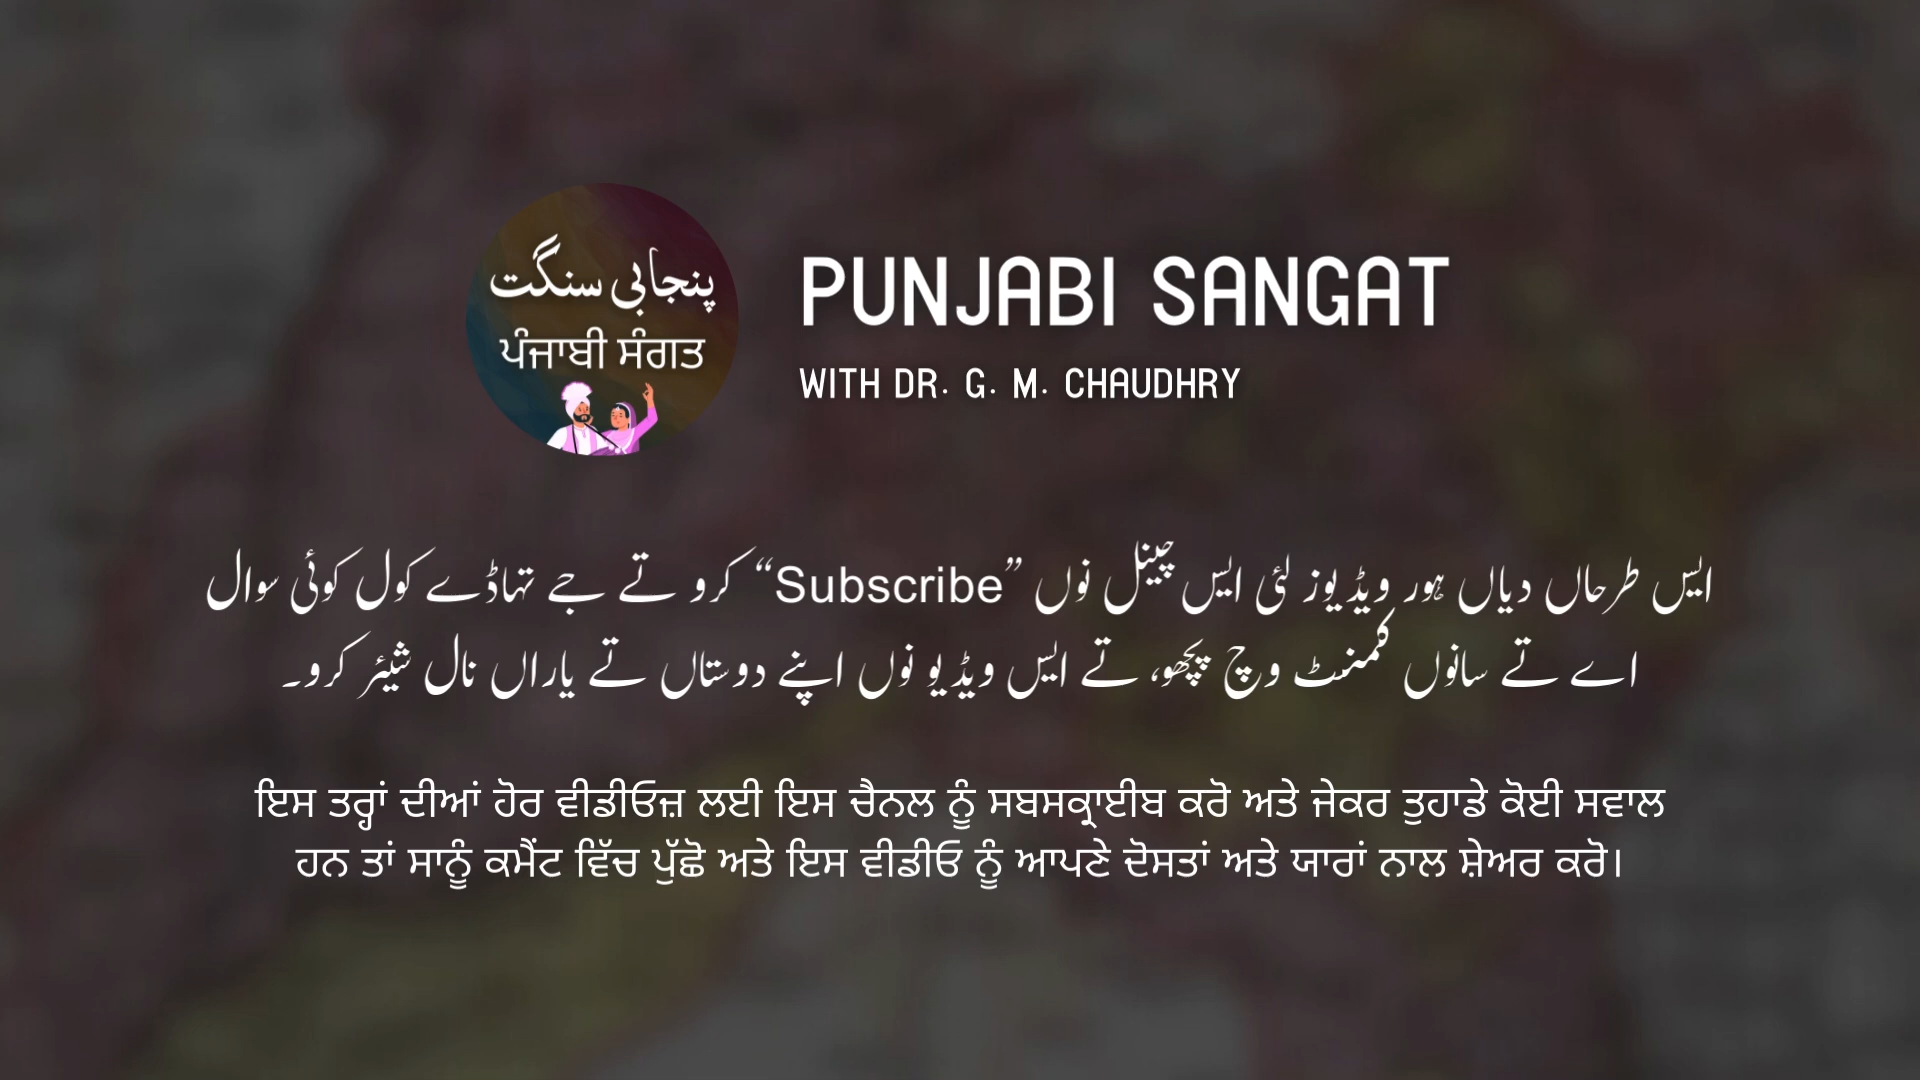 پنجابی سنگت
ਪੰਜਾਬੀ ਸੰਗਤ
PUNJABI SANGAT
WITH DR. G. M. CHAUDHRY
ایس طرحاں دیاں ہور ویڈیوز لئی ایس چینل نوں ”Subscribe“ کرو تے جے تہاڈے کول کوئی سوال
اے تے سانوں کمنٹ وچ پچھو، تے ایس ویڈیو نوں اپنے دوستاں تے یاراں نال شیئر کرو۔
ਇਸ ਤਰ੍ਹਾਂ ਦੀਆਂ ਹੋਰ ਵੀਡੀਓਜ਼ ਲਈ ਇਸ ਚੈਨਲ ਨੂੰ ਸਬਸਕ੍ਰਾਈਬ ਕਰੋ ਅਤੇ ਜੇਕਰ ਤੁਹਾਡੇ ਕੋਈ ਸਵਾਲ
ਹਨ ਤਾਂ ਸਾਨੂੰ ਕਮੈਂਟ ਵਿੱਚ ਪੁੱਛੋ ਅਤੇ ਇਸ ਵੀਡੀਓ ਨੂੰ ਆਪਣੇ ਦੋਸਤਾਂ ਅਤੇ ਯਾਰਾਂ ਨਾਲ ਸ਼ੇਅਰ ਕਰੋ।